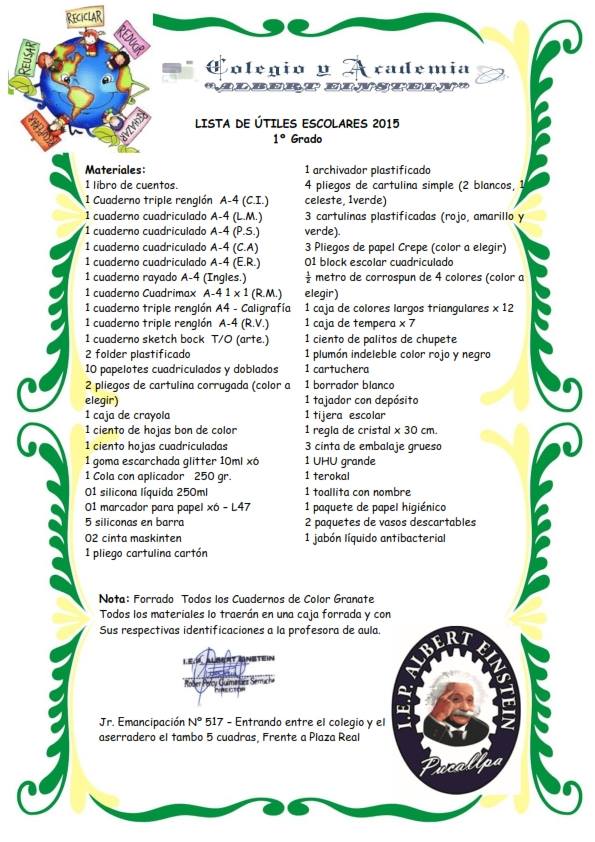 RECICLAR
REDUCIR
REUSAR
RECUPERAR
RECHAZAR
Colegio y Academia
"ALBERT EINSTEIN"
LISTA DE ÚTILES ESCOLARES 2015
1º Grado
Materiales:
1 libro de cuentos.
1 Cuaderno triple renglón A-4 (C.I.)
1 cuaderno cuadriculado A-4 (L.M.)
1 cuaderno cuadriculado A-4 (P.S.)
1 cuaderno cuadriculado A-4 (C.A)
1 cuaderno cuadriculado A-4 (E.R.)
1 cuaderno rayado A-4 (Ingles.)
1 cuaderno Cuadrimax A-4 1 x 1 (R.M.)
1 cuaderno triple renglón A4 - Caligrafía
1 cuaderno triple renglón A-4 (R.V.)
1 cuaderno sketch bock T/O (arte.)
2 folder plastificado
10 papelotes cuadriculados y doblados
2 pliegos de cartulina corrugada (color a
elegir)
1 caja de crayola
1 ciento de hojas bon de color
1 ciento hojas cuadriculadas
1 goma escarchada glitter 10ml x6
1 Cola con aplicador 250 gr.
01 silicona líquida 250ml
01 marcador para papel x6 – L47
5 siliconas en barra
02 cinta maskinten
1 pliego cartulina cartón
1 archivador plastificado
4 pliegos de cartulina simple (2 blancos, 1
celeste, 1verde)
3 cartulinas plastificadas (rojo, amarillo y
verde).
3 Pliegos de papel Crepe (color a elegir)
01 block escolar cuadriculado
½ metro de corrospun de 4 colores (color a
elegir)
1 caja de colores largos triangulares x 12
1 caja de tempera x 7
1 ciento de palitos de chupete
1 plumón indeleble color rojo y negro
1 cartuchera
1 borrador blanco
1 tajador con depósito
1 tijera escolar
1 regla de cristal x 30 cm.
3 cinta de embalaje grueso
1 UHU grande
1 terokal
1 toallita con nombre
1 paquete de papel higiénico
2 paquetes de vasos descartables
1 jabón líquido antibacterial
Nota: Forrado Todos los Cuadernos de Color Granate
Todos los materiales lo traerán en una caja forrada y con
Sus respectivas identificaciones a la profesora de aula.
I.E.P. ALBERT EINSTEIN
DIRECTOR
Jr. Emancipación Nº 517 – Entrando entre el colegio y el
aserradero el tambo 5 cuadras, Frente a Plaza Real
I.E.P. ALBERT EINSTEIN
Pucallpa